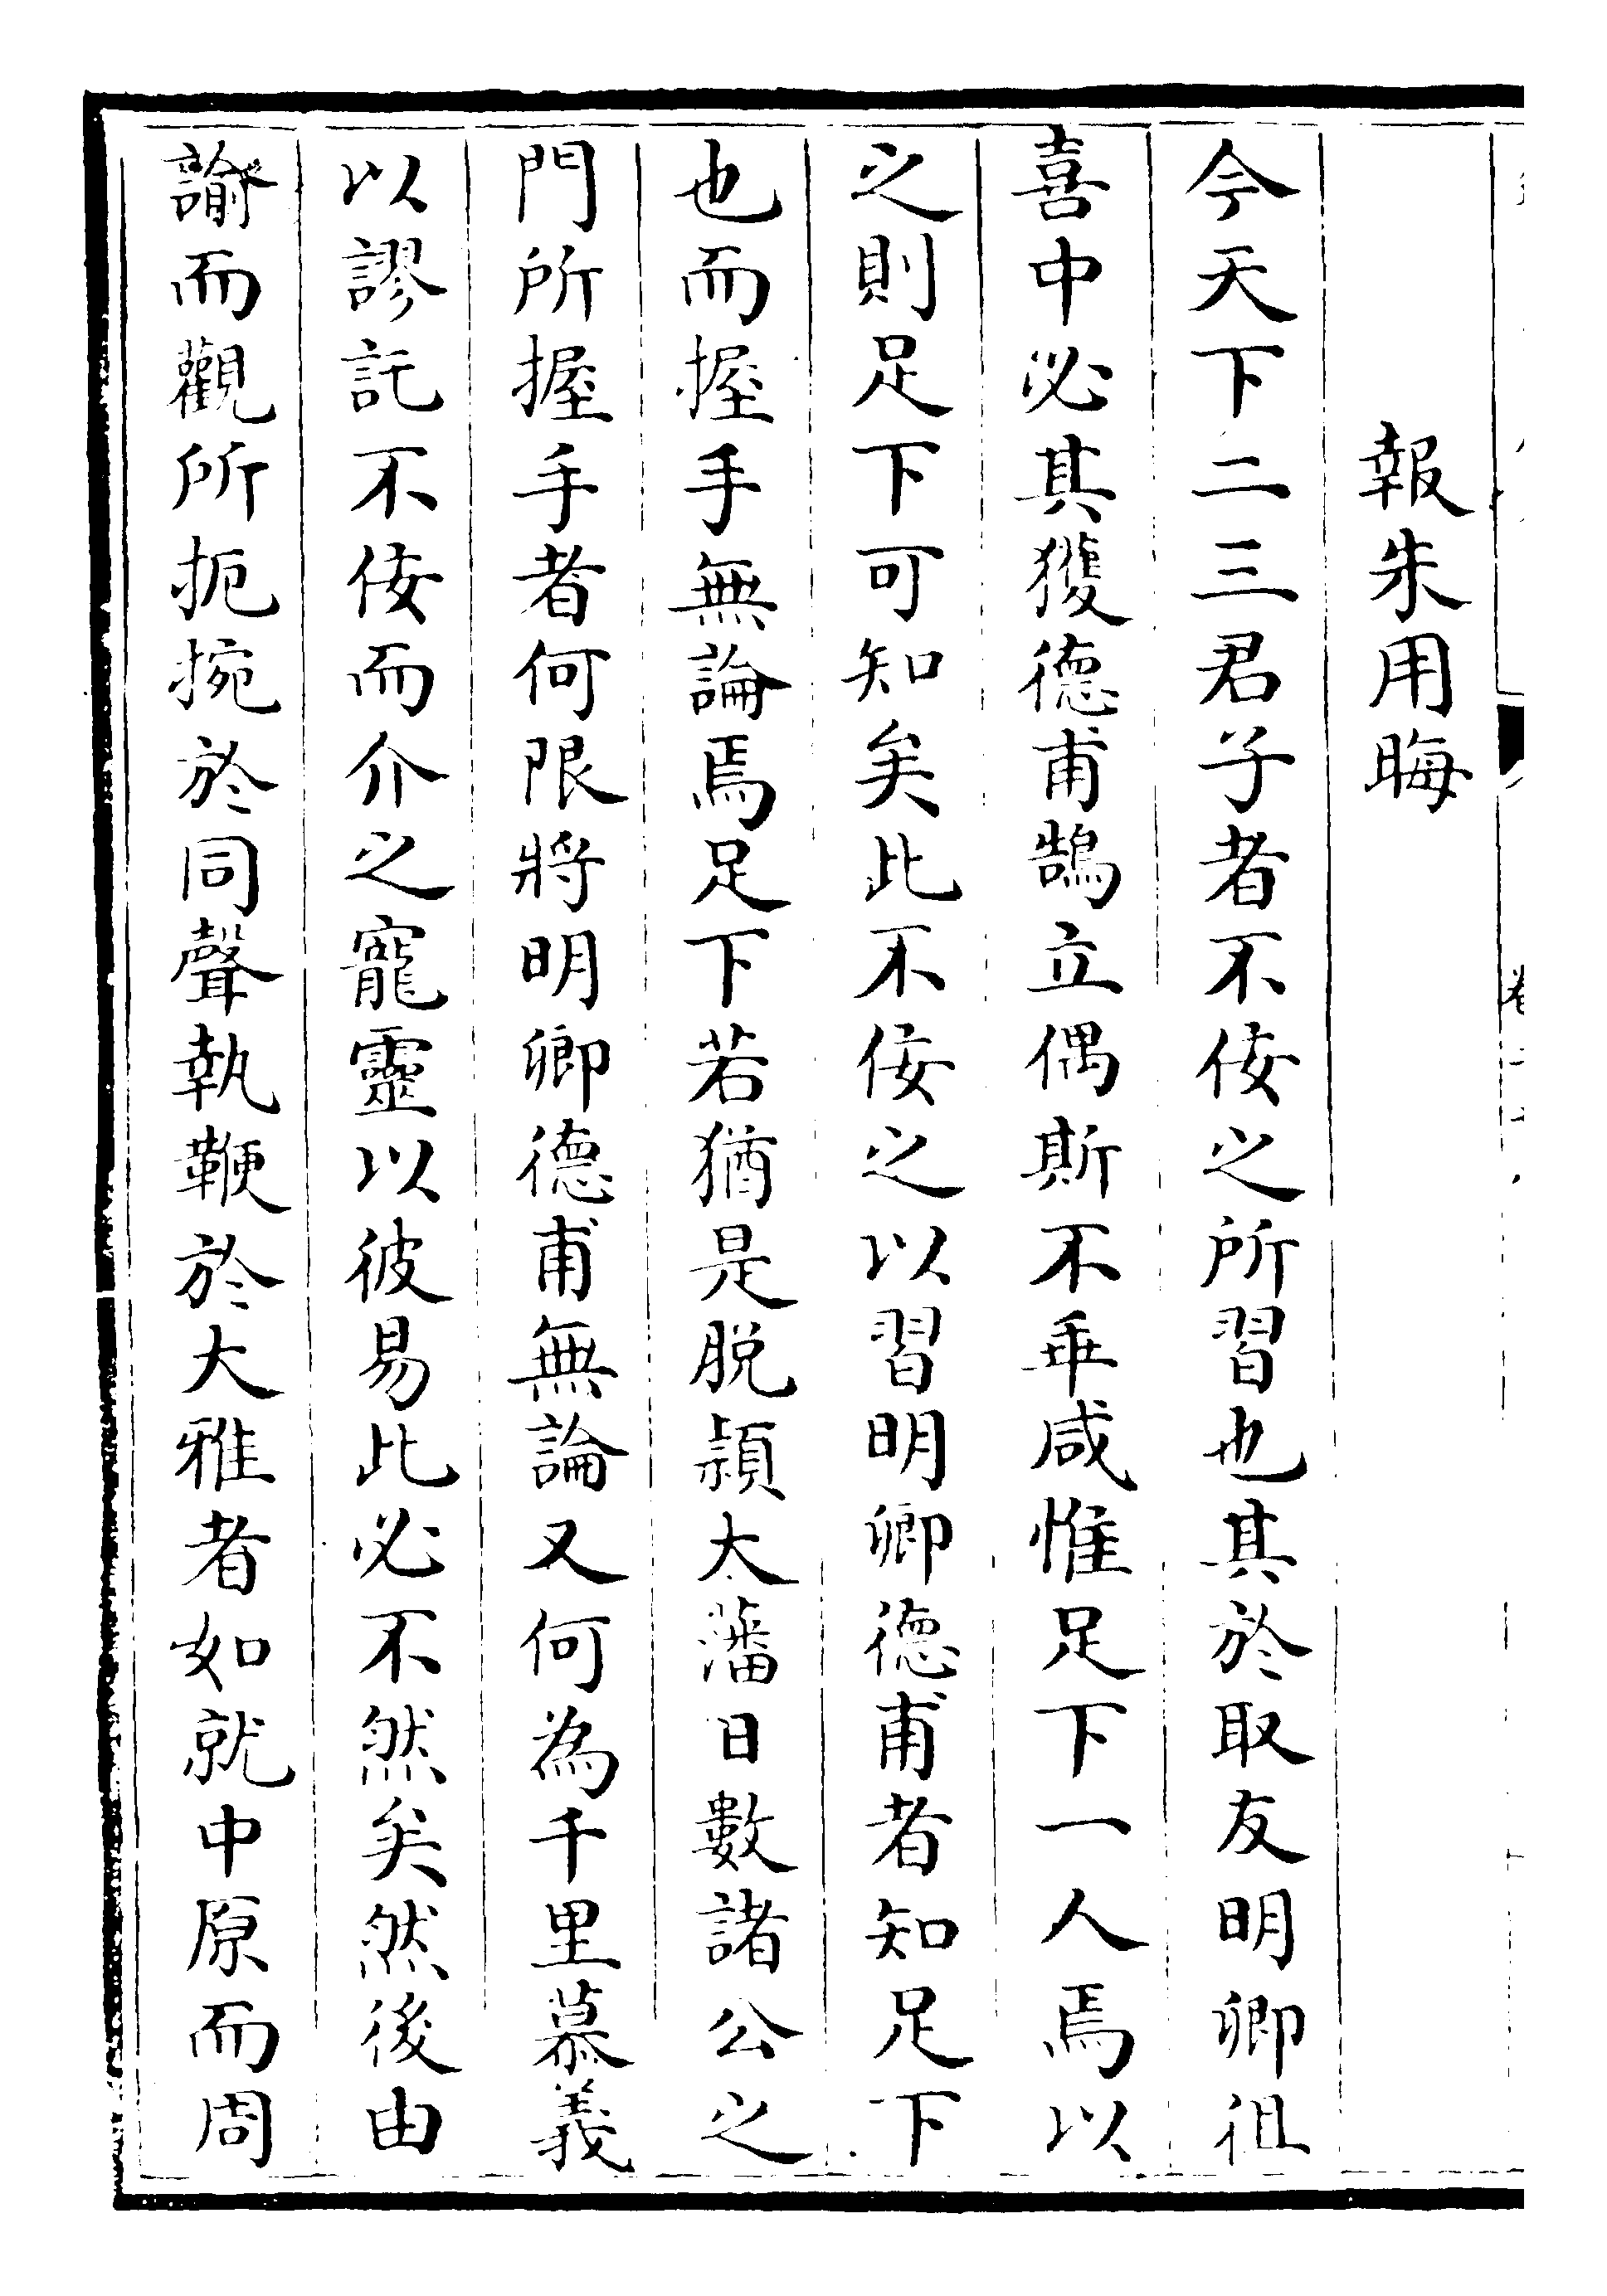 報朱用晦
今天下二三君子者不佞之所習也其於取友明卿徂
喜中必其獲德甫鵠立偶斯不乖咸惟足下一人焉以
之則足下可知矣此不佞之以習明卿德甫者知足下
也而握手無論焉足下若猶是脫穎大藩日數諸公之
門所握手者何限將明卿德甫無論又何為千里慕義
以謬託不佞而介之寵靈以彼易此必不然矣然後由
諭而觀所扼捥於同聲執鞭於大雅者如就中原而周